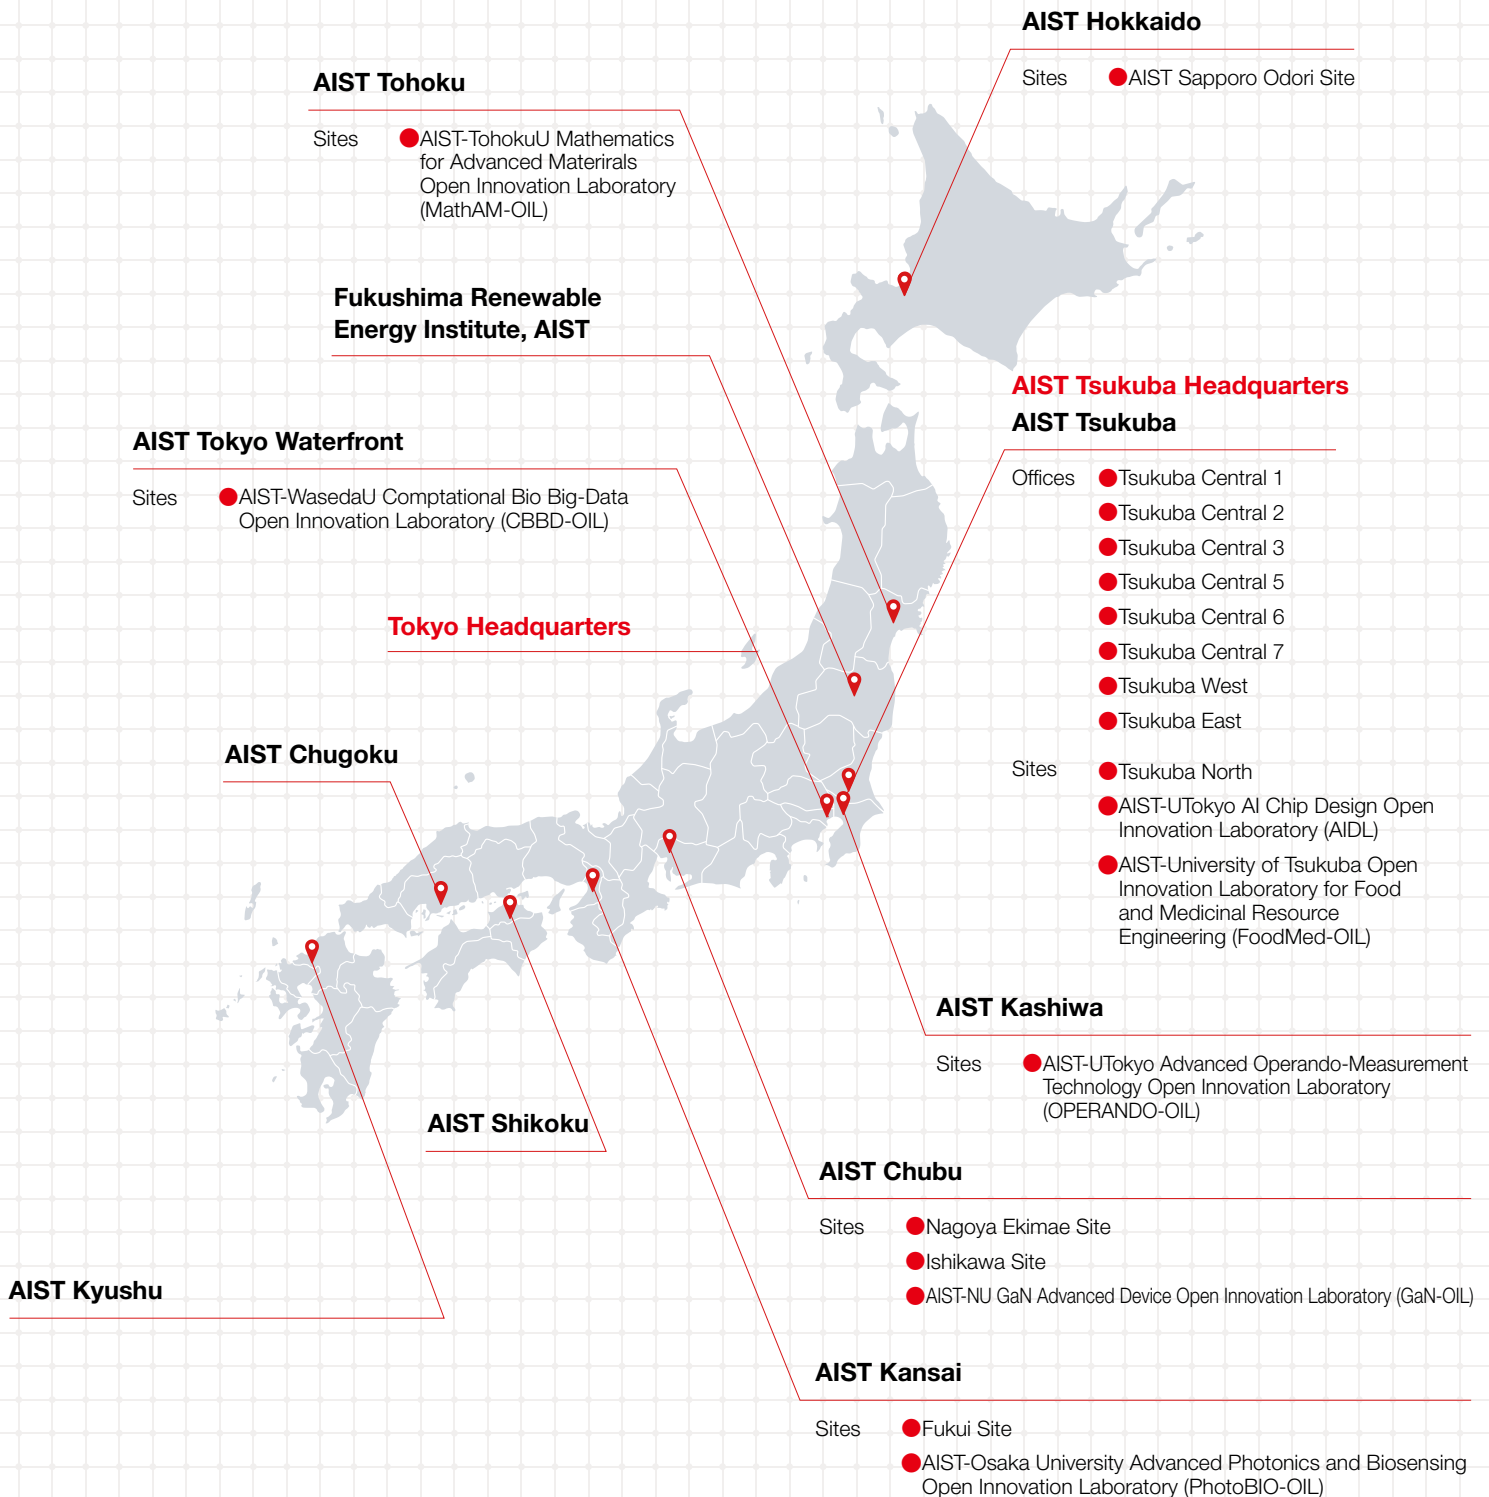 AIST Hokkaido
Sites
AIST Sapporo Odori Site
AIST Tohoku
Sites
AIST-TohokuU Mathematics
for Advanced Materirals
Open Innovation Laboratory
(MathAM-OIL)
Fukushima Renewable
Energy Institute, AIST
AIST Tokyo Waterfront
Sites
AIST-WasedaU Comptational Bio Big-Data
Open Innovation Laboratory (CBBD-OIL)
Tokyo Headquarters
AIST Tsukuba Headquarters
AIST Tsukuba
Offices
Tsukuba Central 1
Tsukuba Central 2
Tsukuba Central 3
Tsukuba Central 5
Tsukuba Central 6
Tsukuba Central 7
Tsukuba West
Tsukuba East
Sites
Tsukuba North
AIST-UTokyo AI Chip Design Open
Innovation Laboratory (AIDL)
AIST-University of Tsukuba Open
Innovation Laboratory for Food
and Medicinal Resource
Engineering (FoodMed-OIL)
AIST Chugoku
AIST Kashiwa
Sites
AIST-UTokyo Advanced Operando-Measurement
Technology Open Innovation Laboratory
(OPERANDO-OIL)
AIST Shikoku
AIST Chubu
Sites
Nagoya Ekimae Site
Ishikawa Site
AIST-NU GaN Advanced Device Open Innovation Laboratory (GaN-OIL)
AIST Kyushu
AIST Kansai
Sites
Fukui Site
AIST-Osaka University Advanced Photonics and Biosensing
Open Innovation Laboratory (PhotoBIO-OIL)